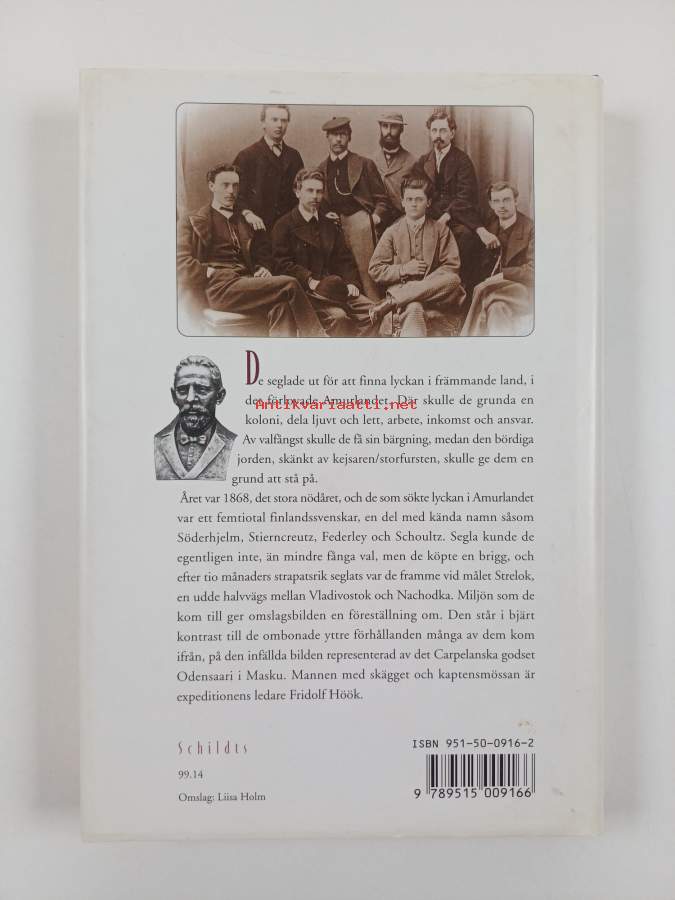 De seglade ut för att finna lyckan i främmande land, i
det förlovade Amurlandet. Där skulle de grunda en
Antikvariaatti.net
koloni, dela ljuvt och lett, arbete, inkomst och ansvar.
Av valfångst skulle de få sin bärgning, medan den bördiga
jorden, skänkt av kejsaren/storfursten, skulle ge dem en
grund att stå på.
Året var 1868, det stora nödåret, och de som sökte lyckan i Amurlandet
var ett femtiotal finlandssvenskar, en del med kända namn såsom
Söderhjelm, Stierncreutz, Federley och Schoultz. Segla kunde de
egentligen inte, än mindre fånga val, men de köpte en brigg, och
efter tio månaders strapatsrik seglats var de framme vid målet Strelok,
en udde halvvägs mellan Vladivostok och Nachodka. Miljön som de
kom till ger omslagsbilden en föreställning om. Den står i bjärt
kontrast till de ombonade yttre förhållanden många av dem kom
ifrån, på den infällda bilden representerad av det Carpelanska godset
Odensaari i Masku. Mannen med skägget och kaptensmössan är
expeditionens ledare Fridolf Höök.
Schildts
99.14
Omslag: Liisa Holm
ISBN 951-50-0916-2
9 789515 009166